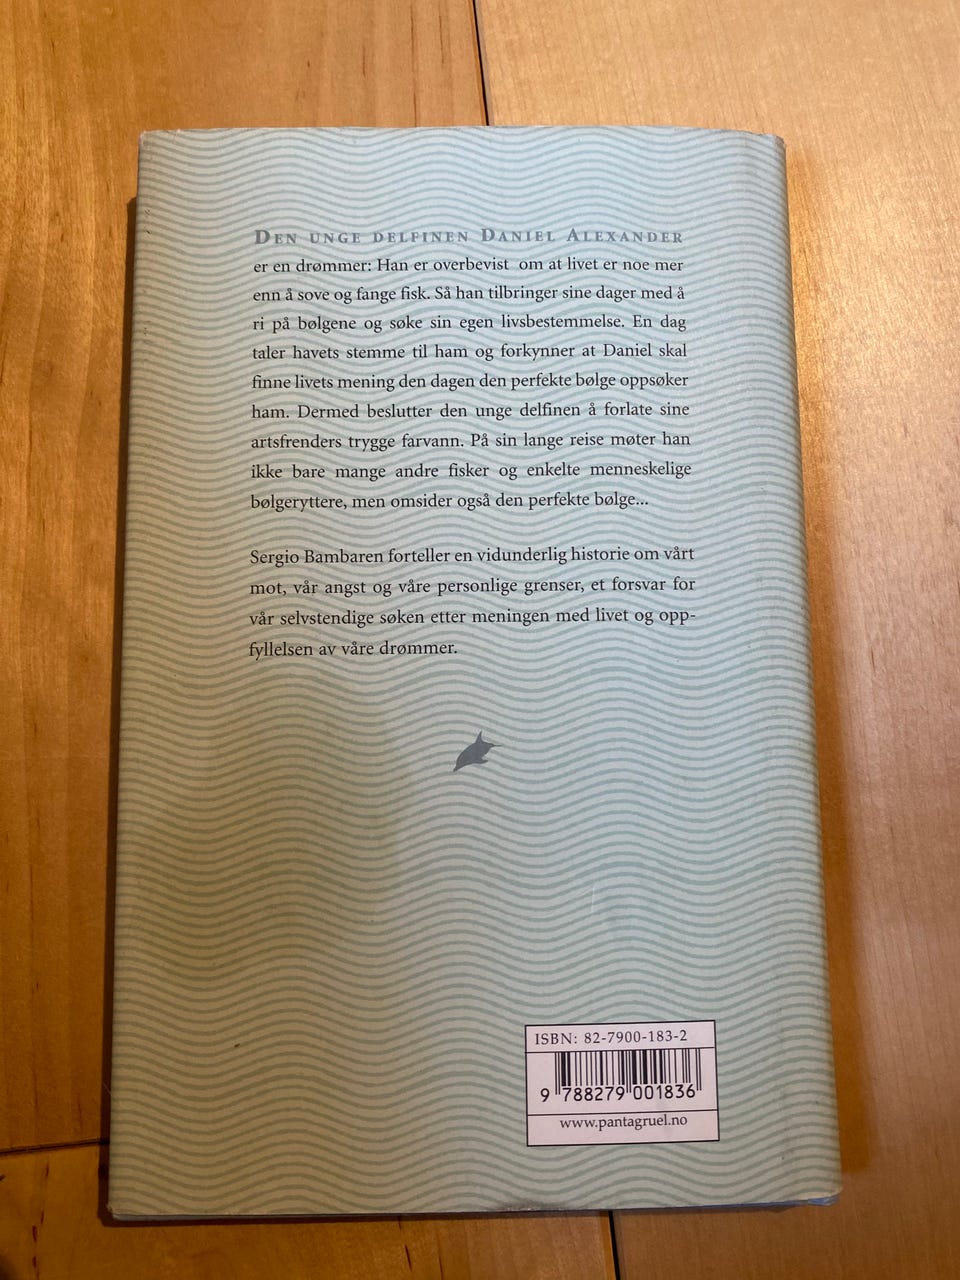 DEN UNGE DELFINEN DANIEL ALEXANDER
er en drømmer: Han er overbevist om at livet er noe mer
enn å sove og fange fisk. Så han tilbringer sine dager med å
ri på bølgene og søke sin egen livsbestemmelse. En dag
taler havets stemme til ham og forkynner at Daniel skal
finne livets mening den dagen den perfekte bølge oppsøker
ham. Dermed beslutter den unge delfinen å forlate sine
artsfrenders trygge farvann. På sin lange reise møter han
ikke bare mange andre fisker og enkelte menneskelige
bølgeryttere, men omsider også den perfekte bølge...
Sergio Bambaren forteller en vidunderlig historie om vårt
mot, vår angst og våre personlige grenser, et forsvar for
vår selvstendige søken etter meningen med livet og opp-
fyllelsen av våre drømmer.
ISBN: 82-7900-183-2
9 788279 001836
www.pantagruel.no